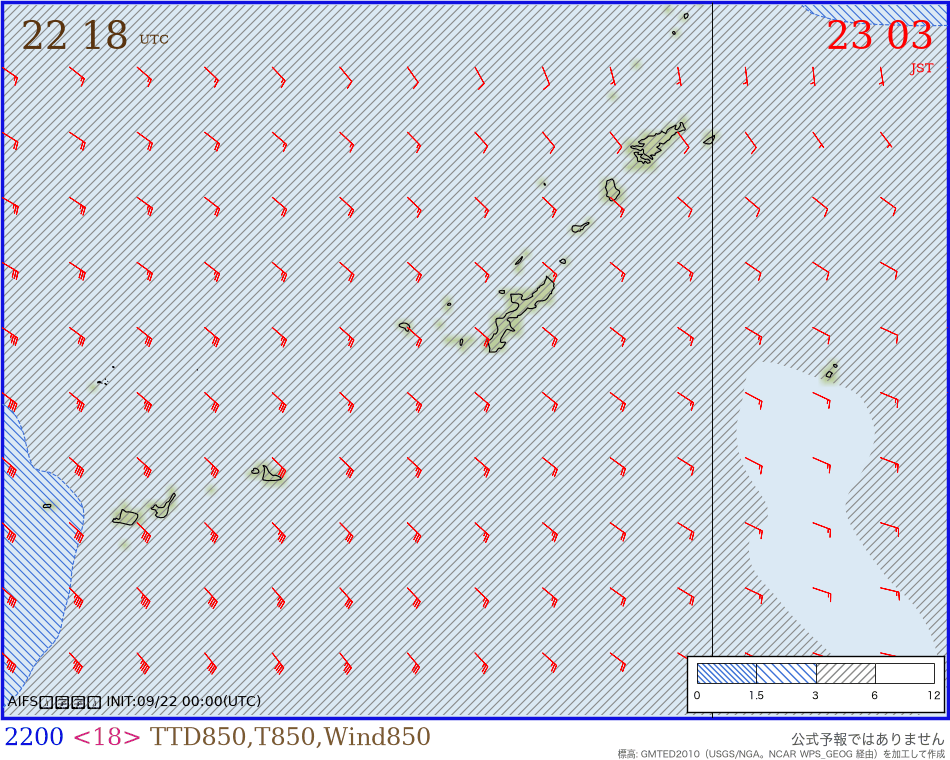 22 18 UTC
23 03
JST
0 1.5 3 6 12
AIFS□□□□ INIT:09/22 00:00(UTC)
2200 <18> TTD850,T850,Wind850
公式予報ではありません
標高: GMTED2010（USGS/NGA。NCAR WPS_GEOG 経由）を加工して作成